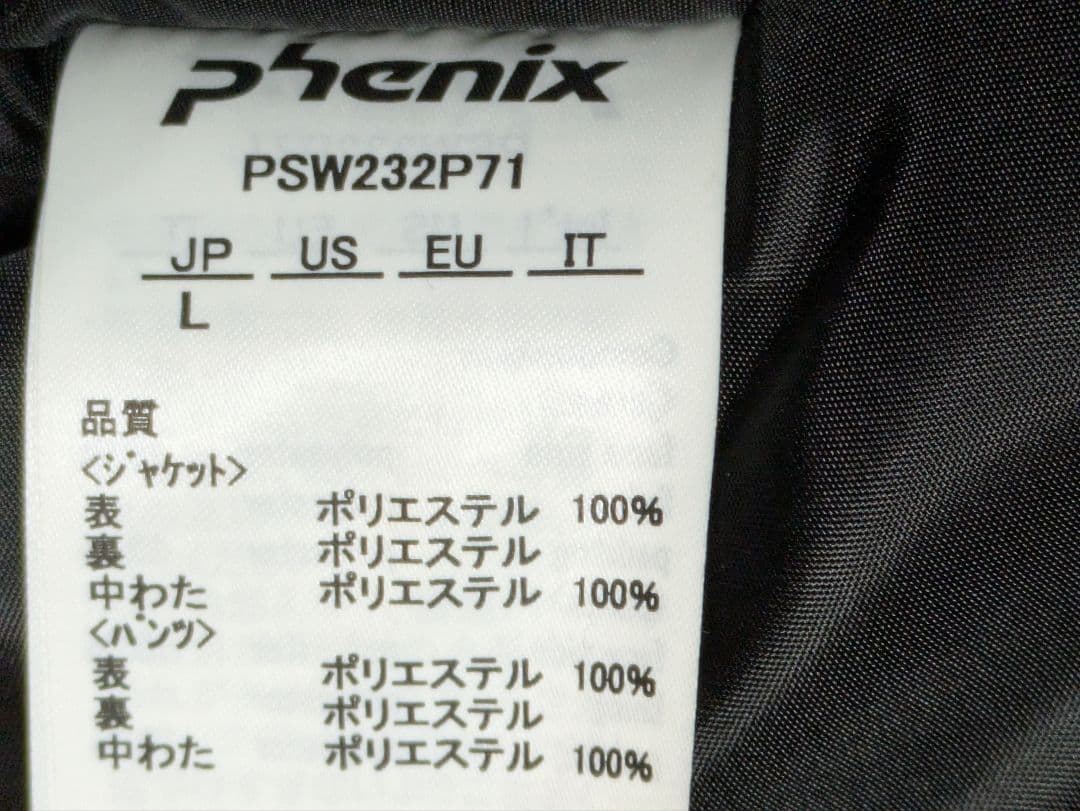 phenix
PSW232P71
JP US EU IT
L
品質
<ジャケット>
表 ポリエステル 100%
裏 ポリエステル
中わた ポリエステル 100%
<パンツ>
表 ポリエステル 100%
裏 ポリエステル
中わた ポリエステル 100%